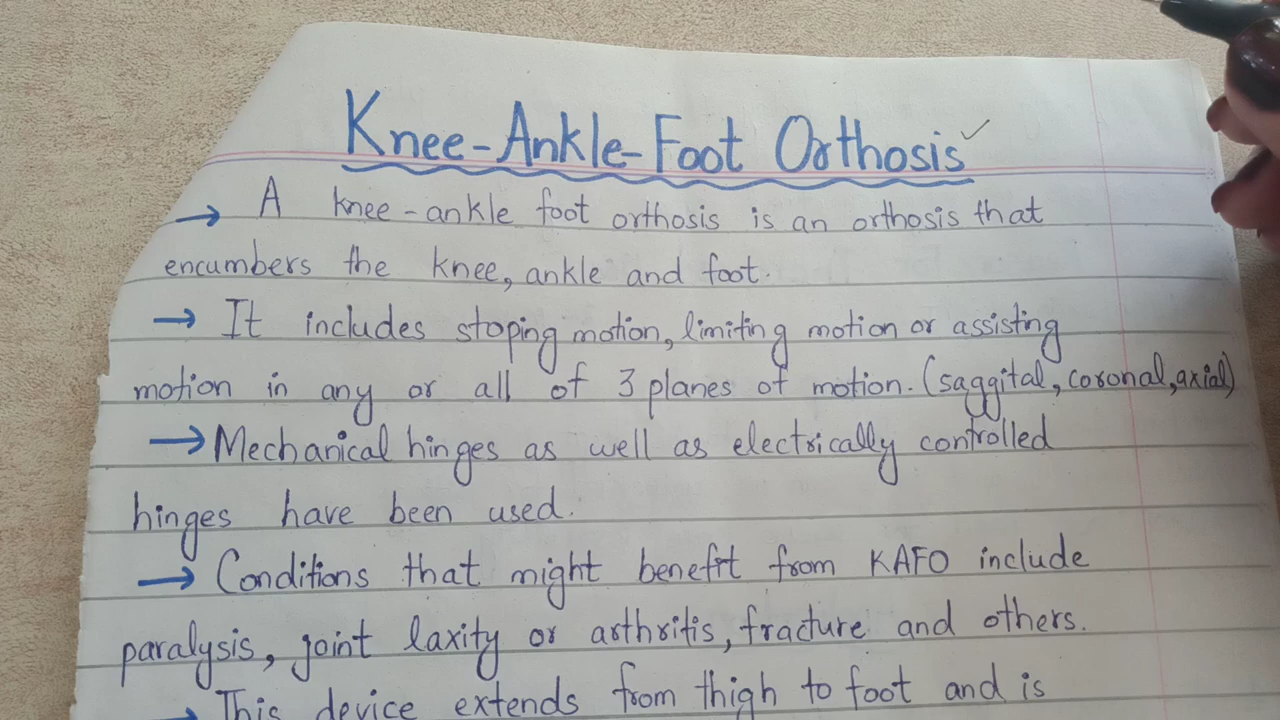 Knee-Ankle-Foot Orthosis
→ A knee-ankle foot orthosis is an orthosis that
encumbers the knee, ankle and foot.
→ It includes stoping motion, limiting motion or assisting
motion in any or all of 3 planes of motion. (saggital, coronal, axial)
→ Mechanical hinges as well as electrically controlled
hinges have been used.
→ Conditions that might benefit from KAFO include
paralysis, joint laxity or arthritis, fracture and others.
→ This device extends from thigh to foot and is